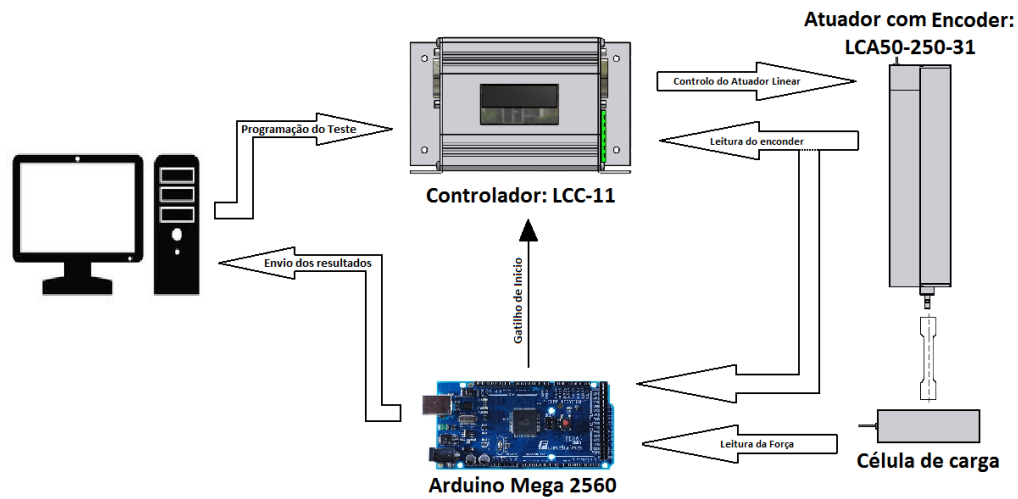 Atuador com Encoder:
LCA50-250-31
Controlo do Atuador Linear
Programação do Teste
Leitura do enconder
Controlador: LCC-11
Envio dos resultados
Gatilho de Inicio
Leitura da Força
Célula de carga
Arduino Mega 2560